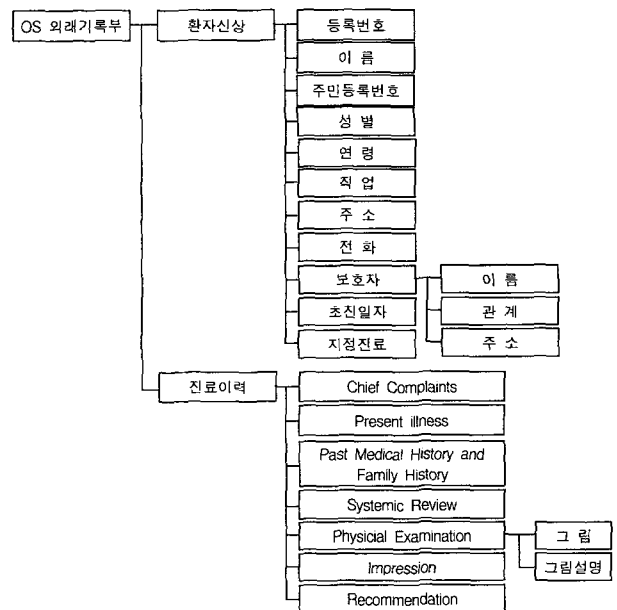 OS 외래기록부
환자신상
등록번호
이 름
주민등록번호
성 별
연 령
직 업
주 소
전 화
보호자
이 름
관 계
주 소
초진일자
지정진료
진료이력
Chief Complaints
Present illness
Past Medical History and
Family History
Systemic Review
Physicial Examination
그 림
그림설명
Impression
Recommendation